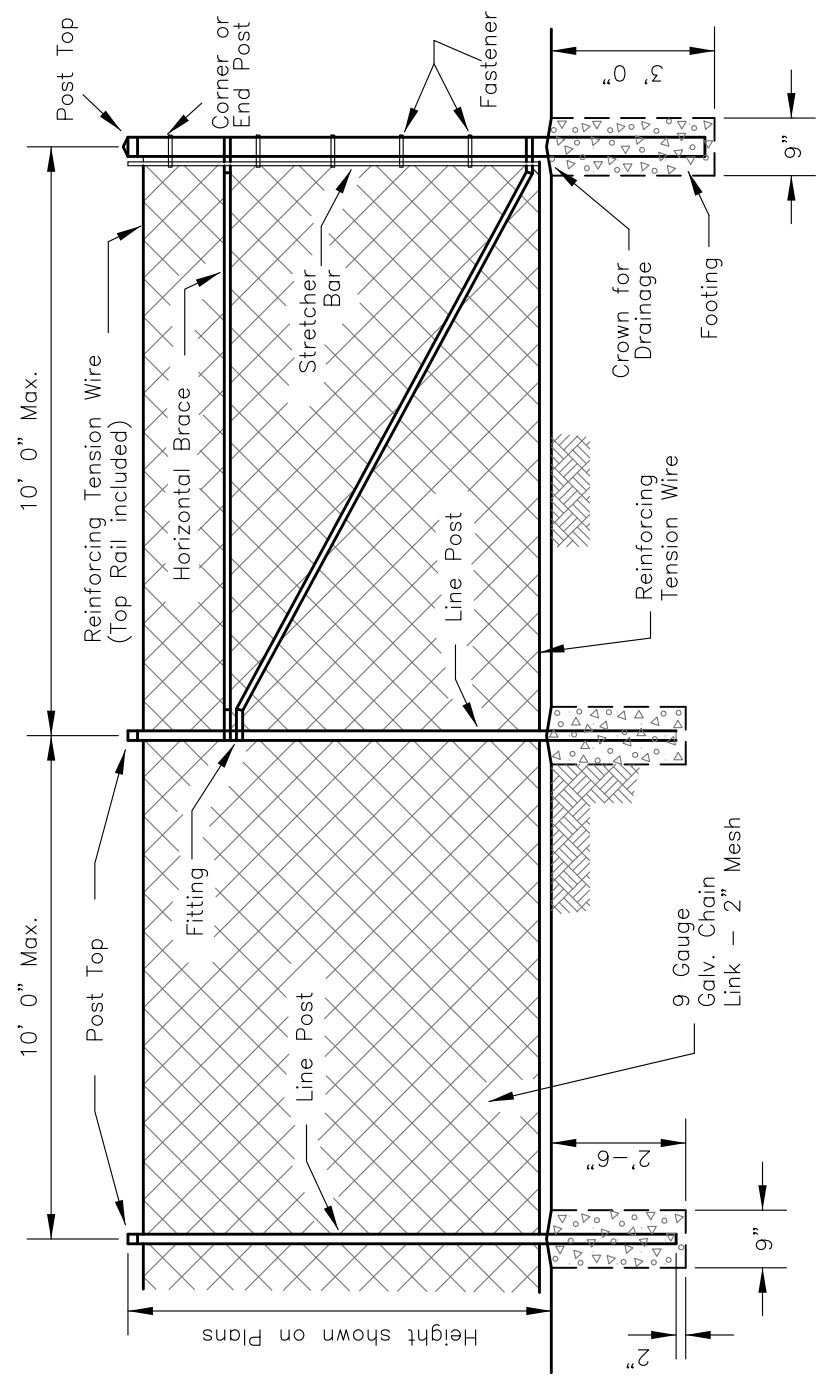 10' 0" Max.
10' 0" Max.
Post Top
Reinforcing Tension Wire
(Top Rail included)
Post Top
Corner or
End Post
Horizontal Brace
Fitting
Stretcher
Bar
Fastener
Line Post
Line Post
Height shown on Plans
3' 0"
2'-6"
9"
9"
2"
Reinforcing
Tension Wire
Crown for
Drainage
Footing
9 Gauge
Galv. Chain
Link – 2" Mesh